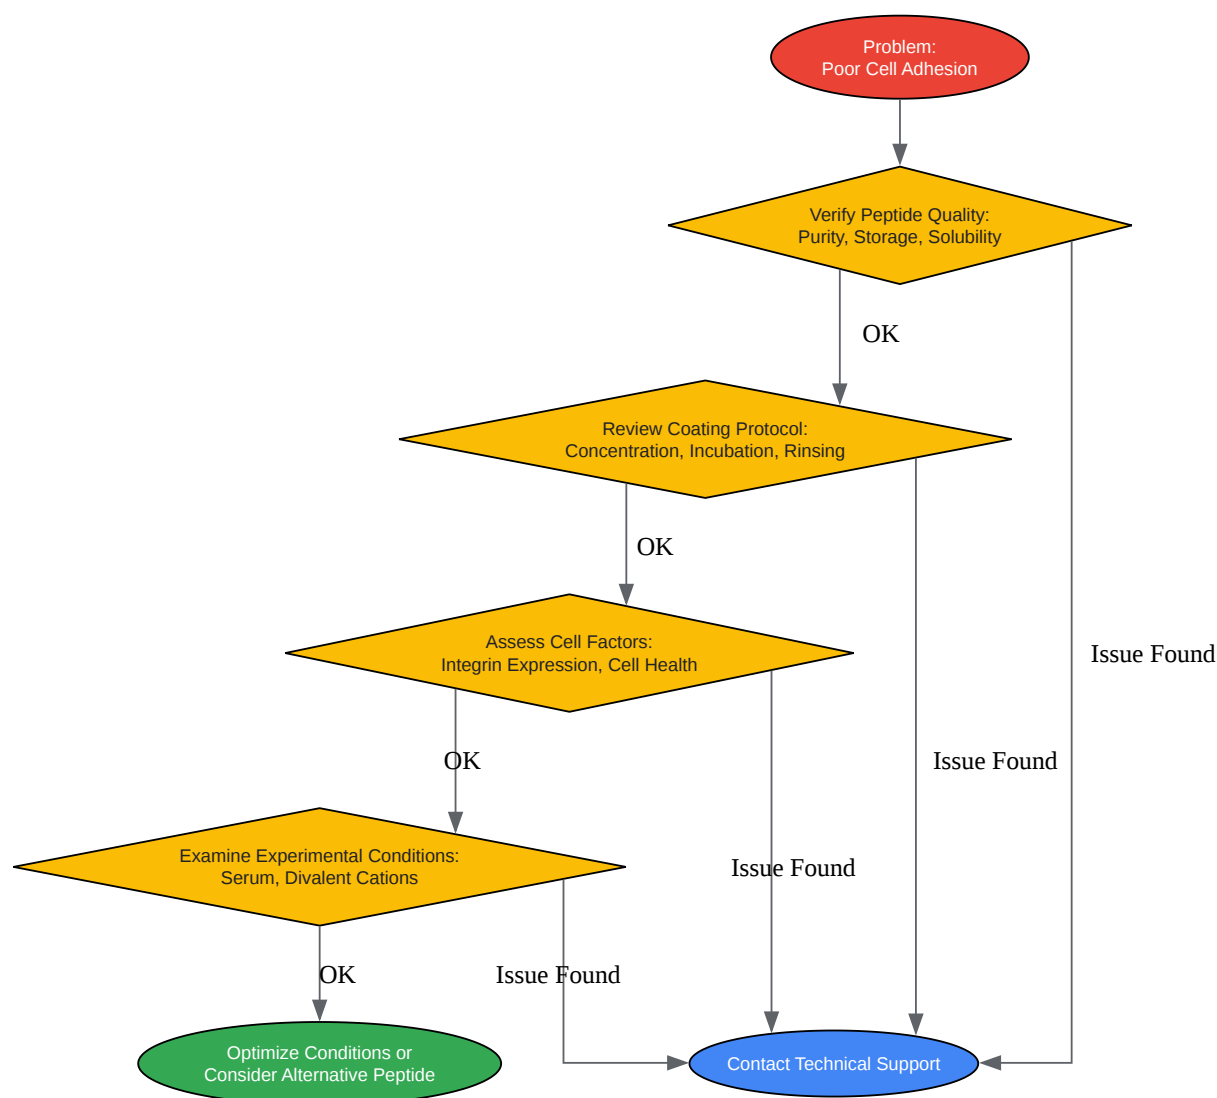 Problem:
Poor Cell Adhesion
Verify Peptide Quality:
Purity, Storage, Solubility
OK
Review Coating Protocol:
Concentration, Incubation, Rinsing
OK
Assess Cell Factors:
Integrin Expression, Cell Health
Issue Found
OK
Issue Found
Examine Experimental Conditions:
Serum, Divalent Cations
Issue Found
OK
Issue Found
Optimize Conditions or
Consider Alternative Peptide
Contact Technical Support